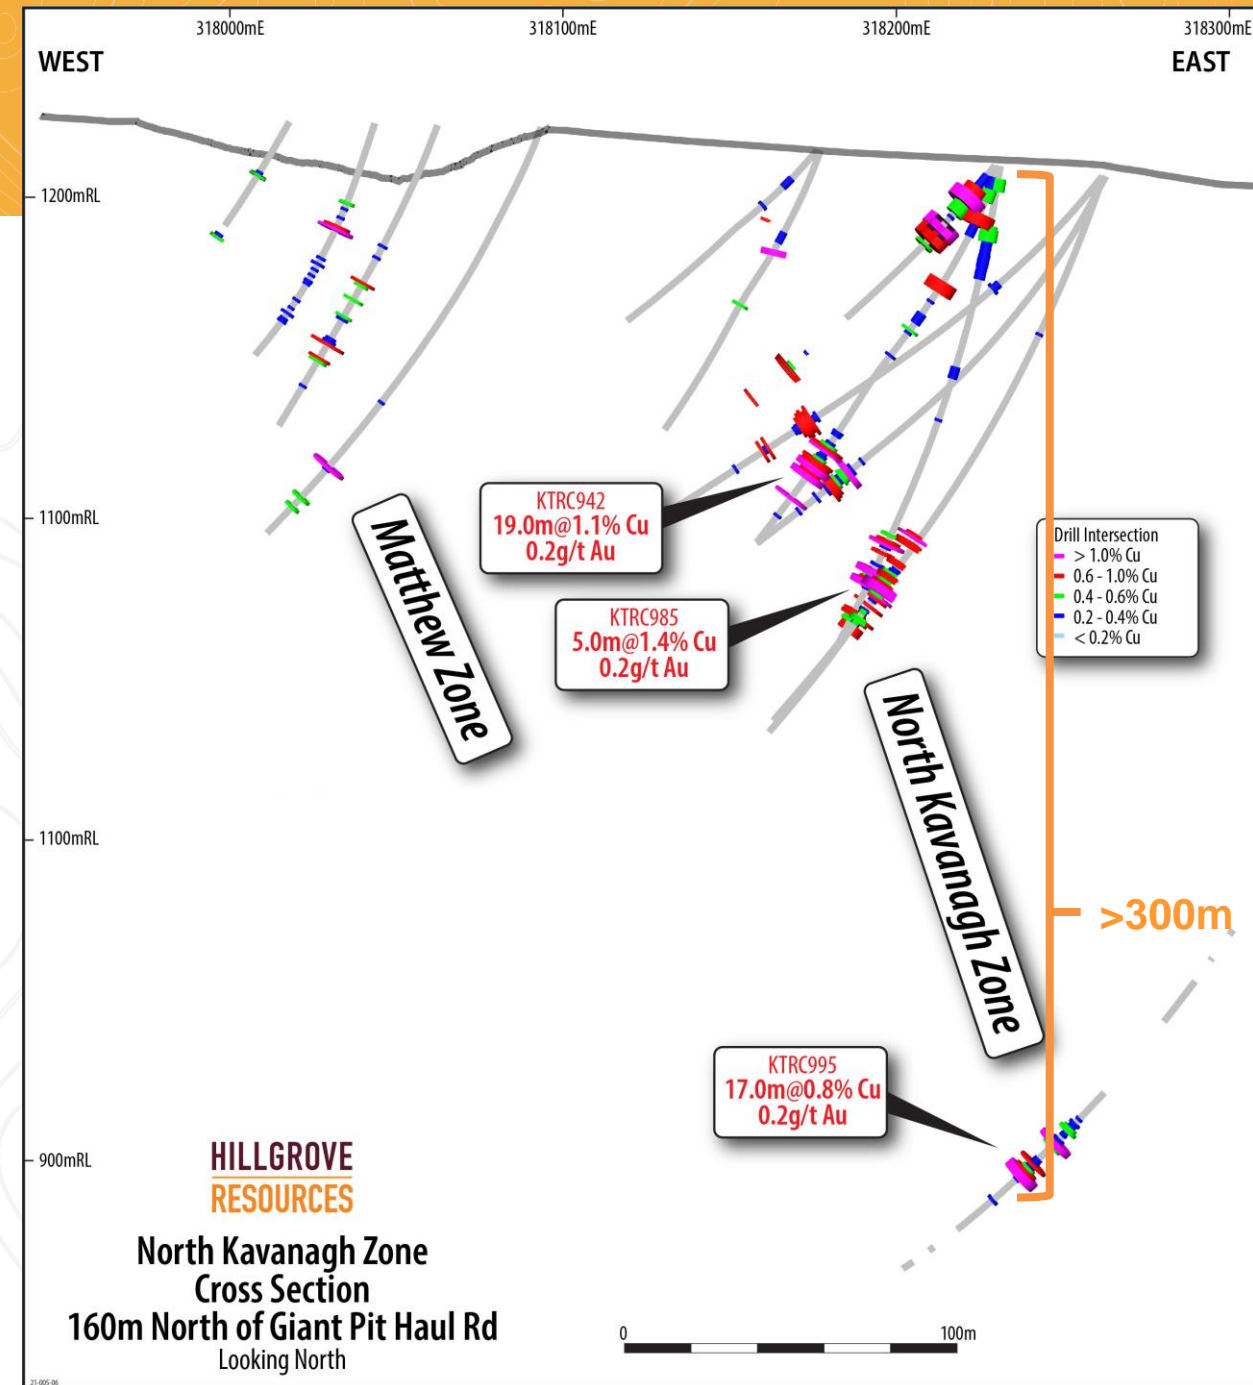 318000mE
318100mE
318200mE
318300mE
WEST
EAST
1200mRL
1100mRL
KTRC942
19.0m@1.1% Cu
0.2g/t Au
Matthew Zone
Drill Intersection
> 1.0% Cu
0.6 - 1.0% Cu
0.4 - 0.6% Cu
0.2 - 0.4% Cu
< 0.2% Cu
KTRC985
5.0m@1.4% Cu
0.2g/t Au
North Kavanagh Zone
1100mRL
>300m
KTRC995
17.0m@0.8% Cu
0.2g/t Au
900mRL
HILLGROVE
RESOURCES
North Kavanagh Zone
Cross Section
160m North of Giant Pit Haul Rd
Looking North
0
100m
21-005-06